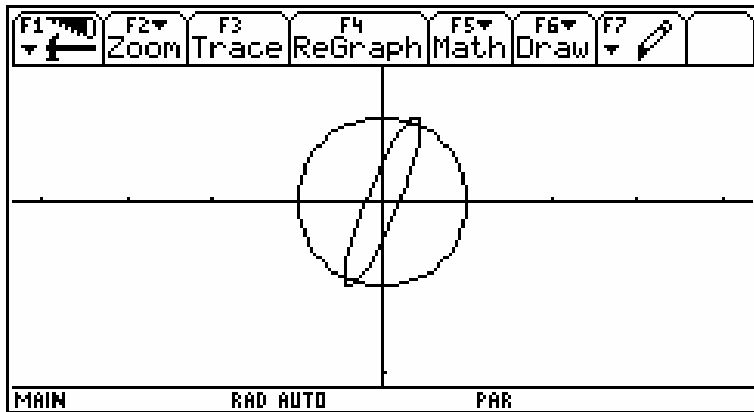 F1 F2 F3 F4 F5 F6 F7
Zoom Trace ReGraph Math Draw
MAIN RAD AUTO PAR